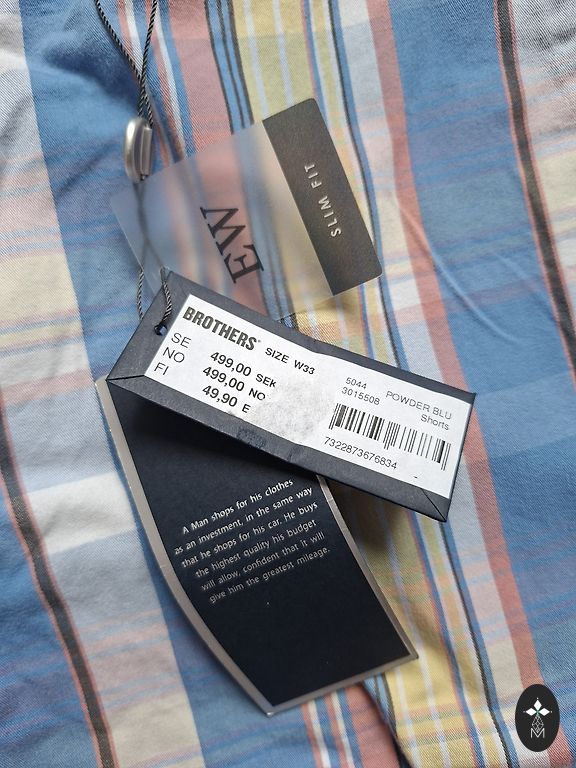 SLIM FIT
EW
BROTHERS
SIZE W33
SE 499,00 SEK
NO 499,00 NO
FI 49,90 E
5044 POWDER BLU
3015508 Shorts
7322873676834
A Man shops for his clothes
as an investment, in the same way
that he shops for his car. He buys
the highest quality his budget
will allow, confident that it will
give him the greatest mileage.
M